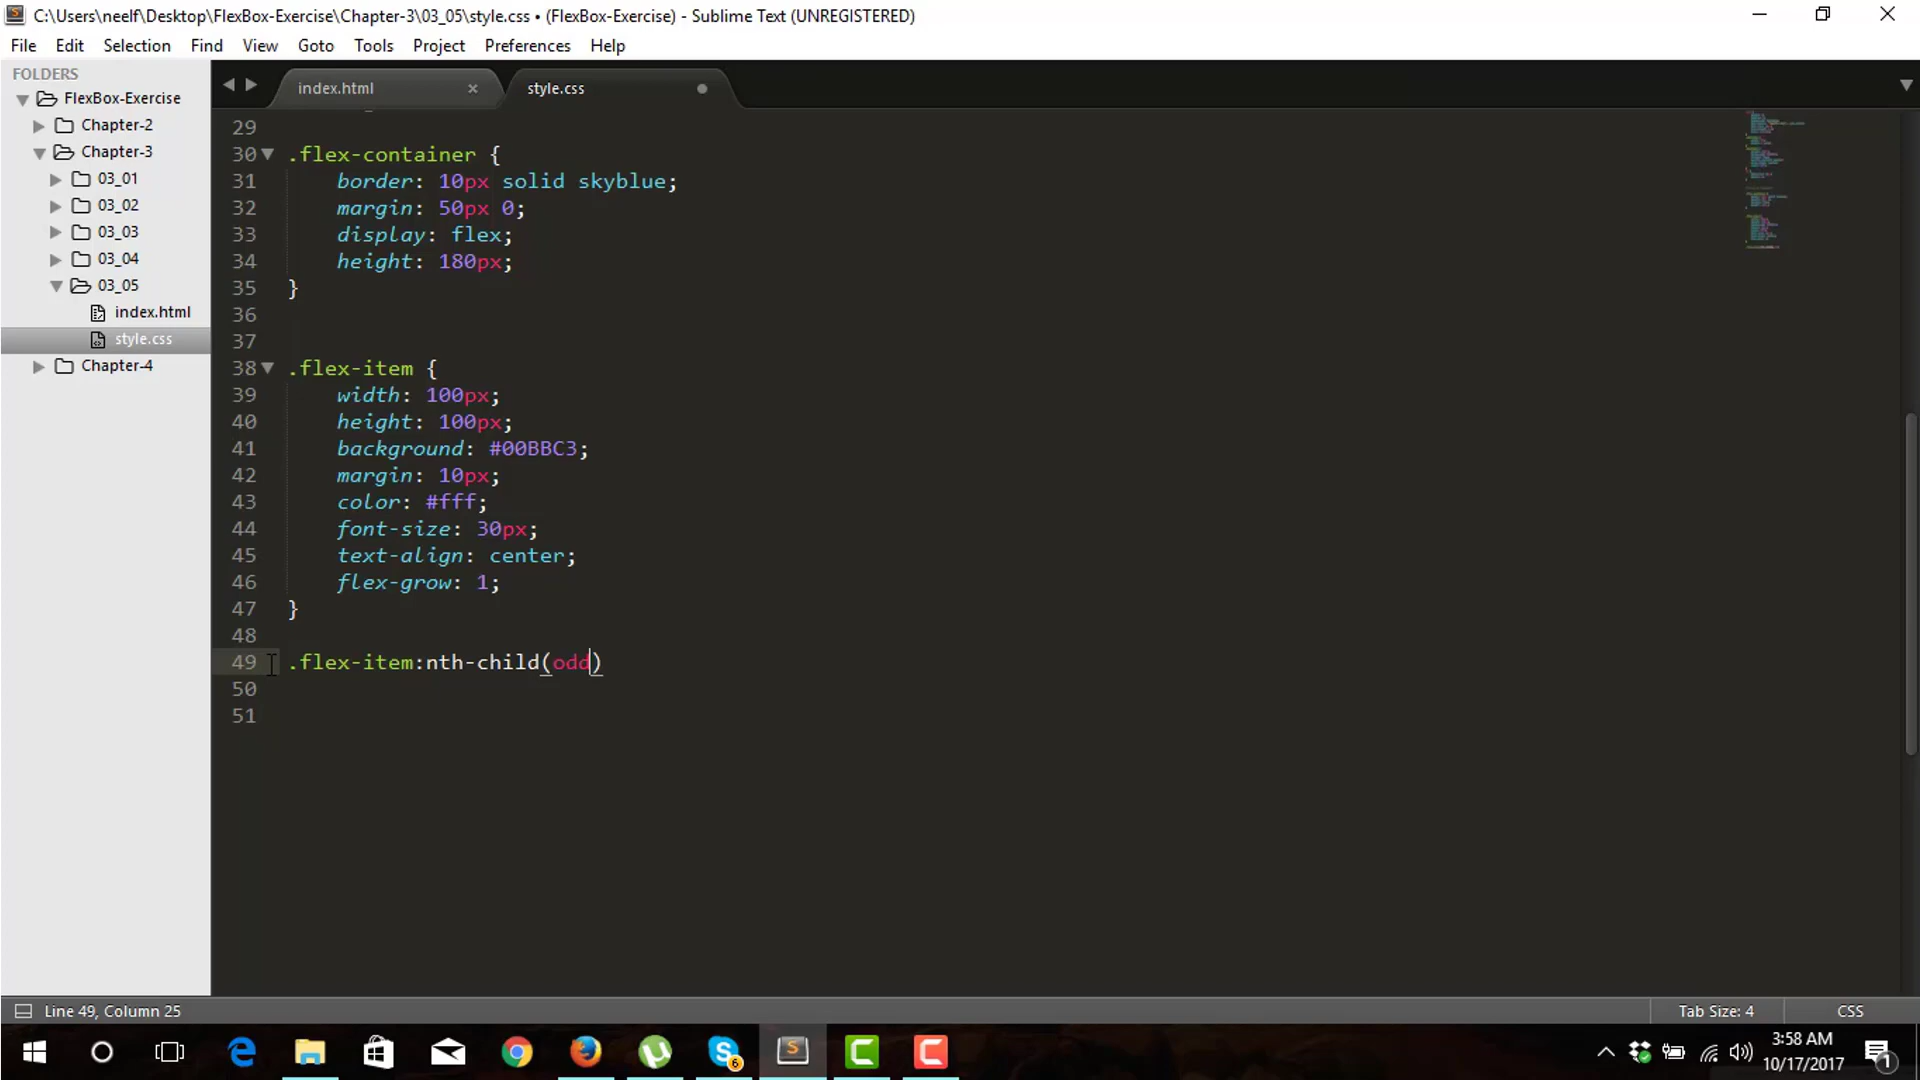 C:\Users\neelf\Desktop\FlexBox-Exercise\Chapter-3\03_05\style.css • (FlexBox-Exercise) - Sublime Text (UNREGISTERED)
File Edit Selection Find View Goto Tools Project Preferences Help
FOLDERS
FlexBox-Exercise
Chapter-2
Chapter-3
03_01
03_02
03_03
03_04
03_05
index.html
style.css
Chapter-4
index.html × style.css
29
30 .flex-container {
31 border: 10px solid skyblue;
32 margin: 50px 0;
33 display: flex;
34 height: 180px;
35 }
36
37
38 .flex-item {
39 width: 100px;
40 height: 100px;
41 background: #00BBC3;
42 margin: 10px;
43 color: #fff;
44 font-size: 30px;
45 text-align: center;
46 flex-grow: 1;
47 }
48
49 .flex-item:nth-child(odd)
50
51
Line 49, Column 25 Tab Size: 4 CSS
6
3:58 AM
10/17/2017
1